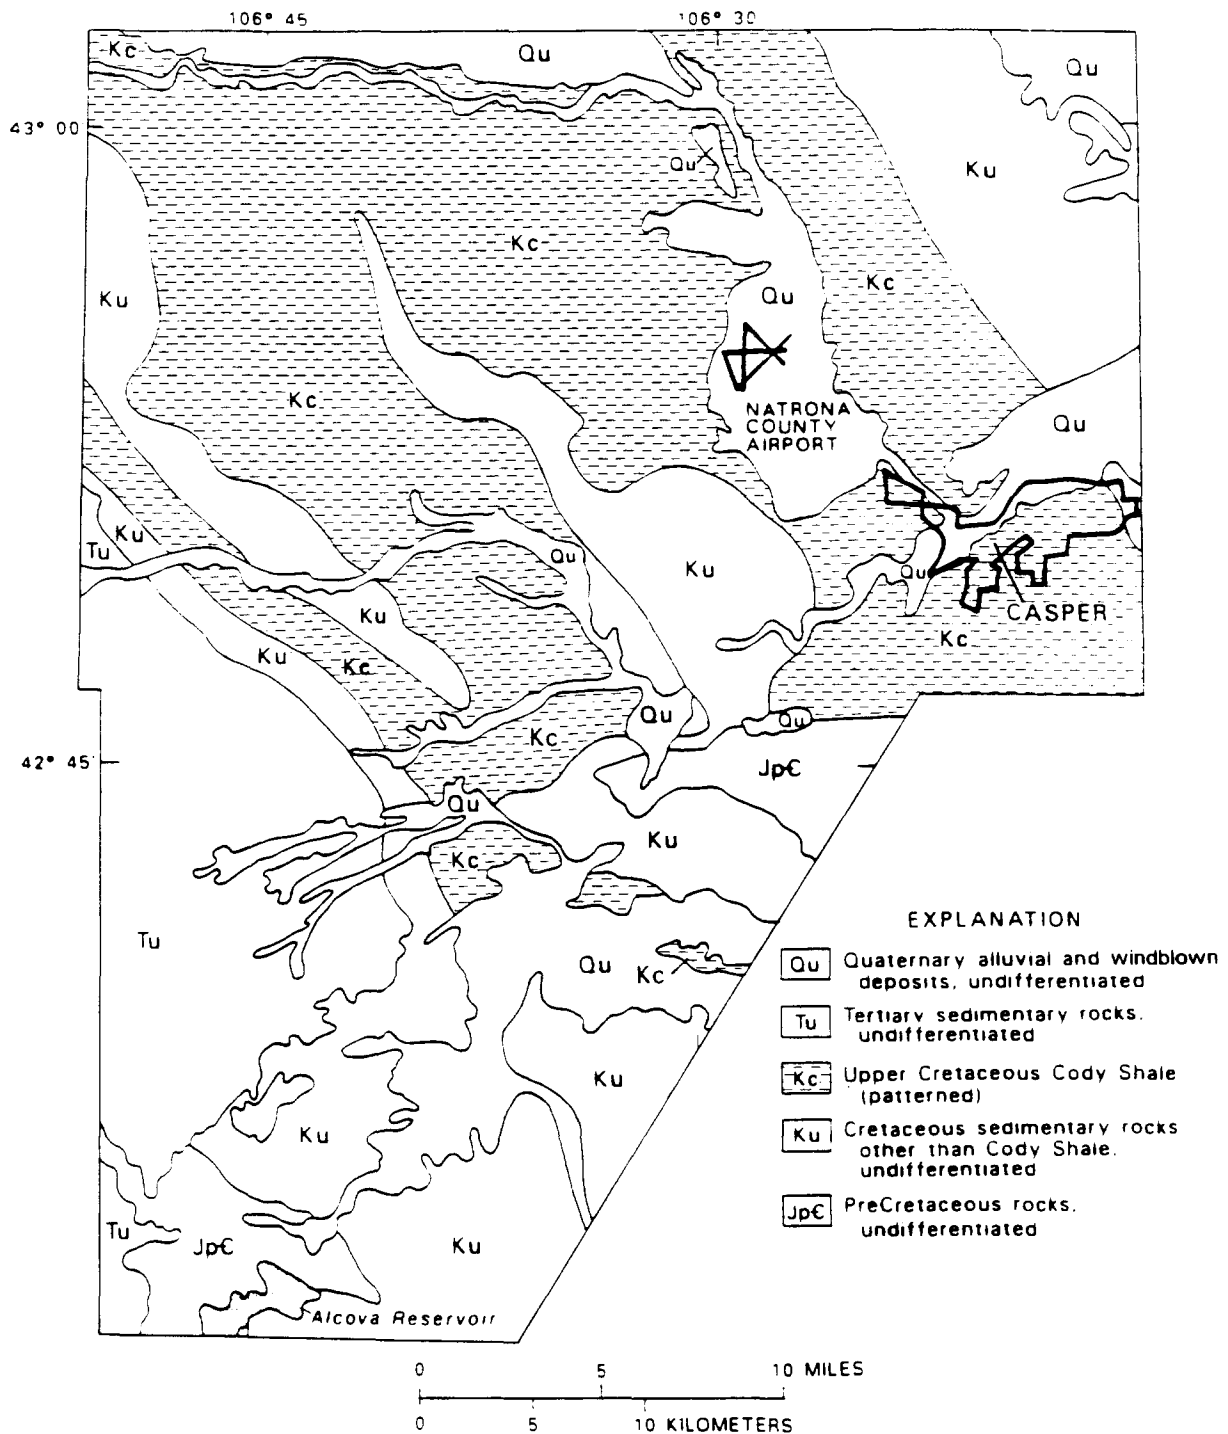 106° 45
106° 30
Kc
Qu
Qu
43° 00
Qu
Ku
Kc
Kc
Ku
Qu
Kc
NATRONA
COUNTY
AIRPORT
Qu
Ku
Tu
Qu
Ku
Qu
CASPER
Ku
Kc
Ku
Kc
Qu
Qu
Kc
42° 45
JpЄ
Qu
Ku
Kc
Tu
Qu
Kc
Ku
Ku
Tu
JpЄ
Ku
Alcova Reservoir
EXPLANATION
Qu Quaternary alluvial and windblown
deposits, undifferentiated
Tu Tertiary sedimentary rocks,
undifferentiated
Kc Upper Cretaceous Cody Shale
(patterned)
Ku Cretaceous sedimentary rocks
other than Cody Shale,
undifferentiated
JpЄ PreCretaceous rocks,
undifferentiated
0 5 10 MILES
0 5 10 KILOMETERS